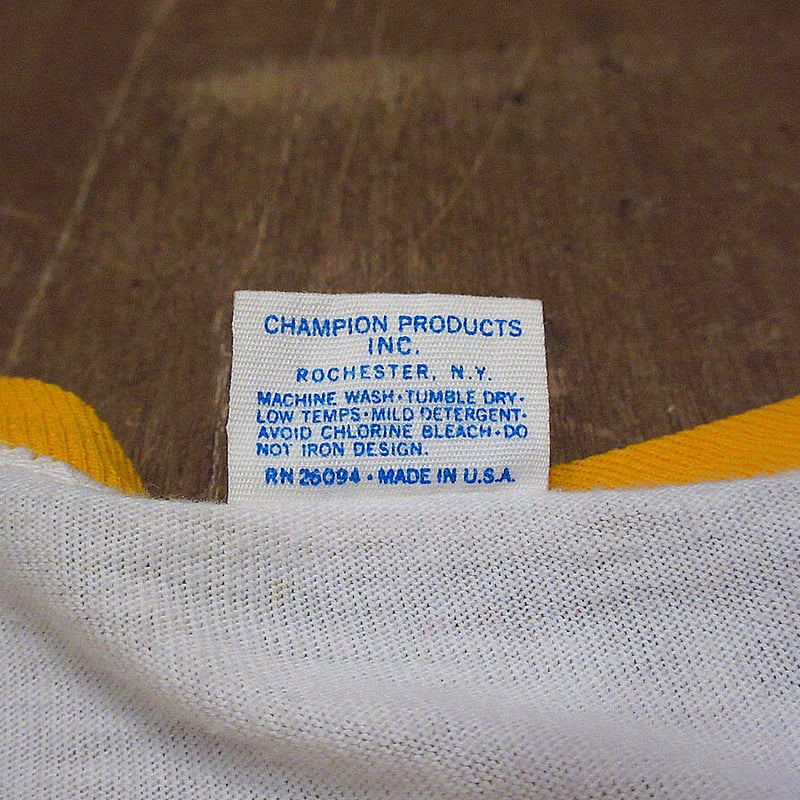 CHAMPION PRODUCTS
INC.
ROCHESTER, N.Y.
MACHINE WASH·TUMBLE DRY·
LOW TEMPS·MILD DETERGENT·
AVOID CHLORINE BLEACH·DO
NOT IRON DESIGN.
RN 26094 · MADE IN U.S.A.